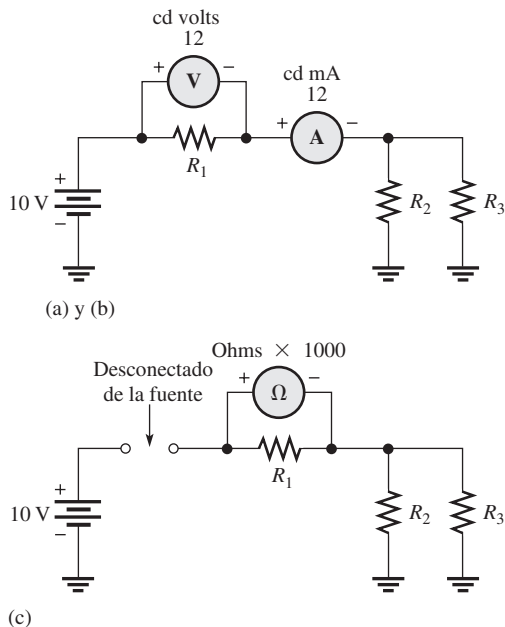 cd volts
12
+ V −
cd mA
12
+ A −
R1
+
10 V
−
R2
R3
(a) y (b)
Ohms × 1000
Desconectado
de la fuente
+ Ω −
R1
+
10 V
−
R2
R3
(c)